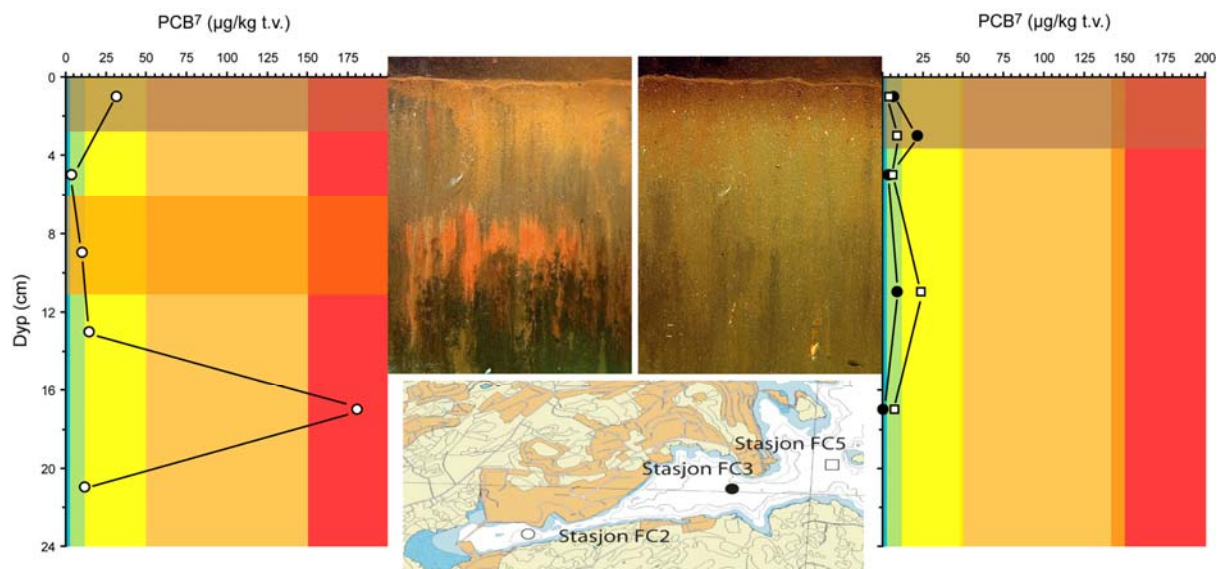 PCB7 (µg/kg t.v.)
0 25 50 75 100 125 150 175
Dyp (cm)
0
4
8
12
16
20
24
PCB7 (µg/kg t.v.)
25 50 75 100 125 150 175 200
Stasjon FC5
Stasjon FC3
Stasjon FC2